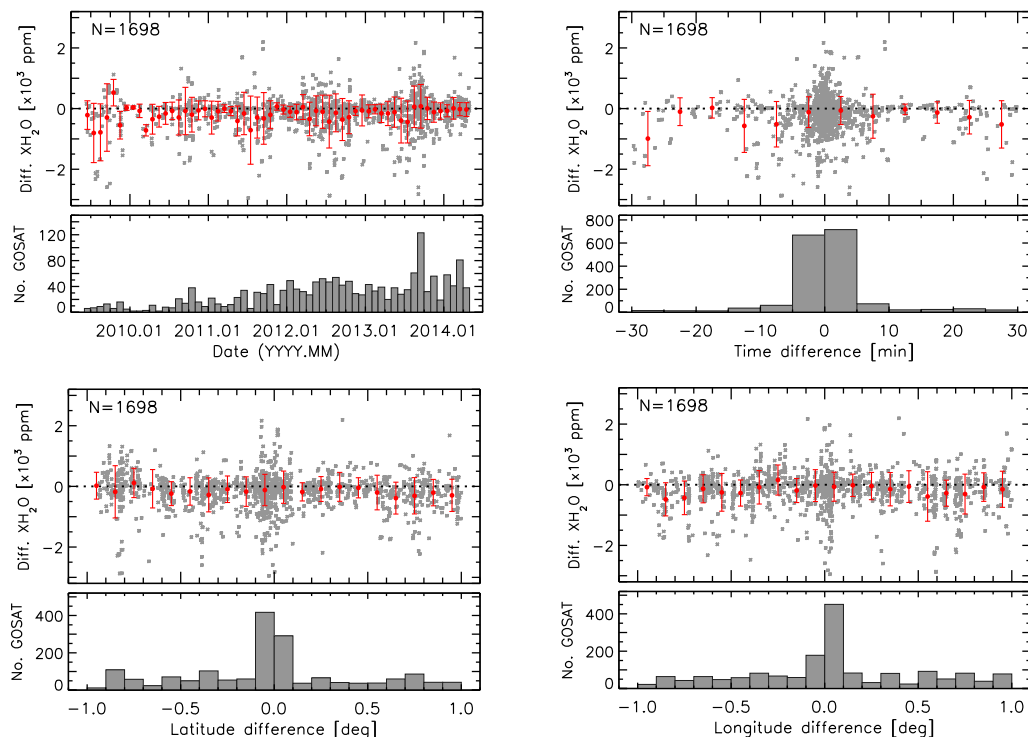 N=1698
Diff. XH₂O [x10³ ppm]
2
0
−2
No. GOSAT
120
80
40
0
2010.01 2011.01 2012.01 2013.01 2014.01
Date (YYYY.MM)
N=1698
Diff. XH₂O [x10³ ppm]
2
0
−2
No. GOSAT
800
600
400
200
0
−30 −20 −10 0 10 20 30
Time difference [min]
N=1698
Diff. XH₂O [x10³ ppm]
2
0
−2
No. GOSAT
400
200
0
−1.0 −0.5 0.0 0.5 1.0
Latitude difference [deg]
N=1698
Diff. XH₂O [x10³ ppm]
2
0
−2
No. GOSAT
400
200
0
−1.0 −0.5 0.0 0.5 1.0
Longitude difference [deg]